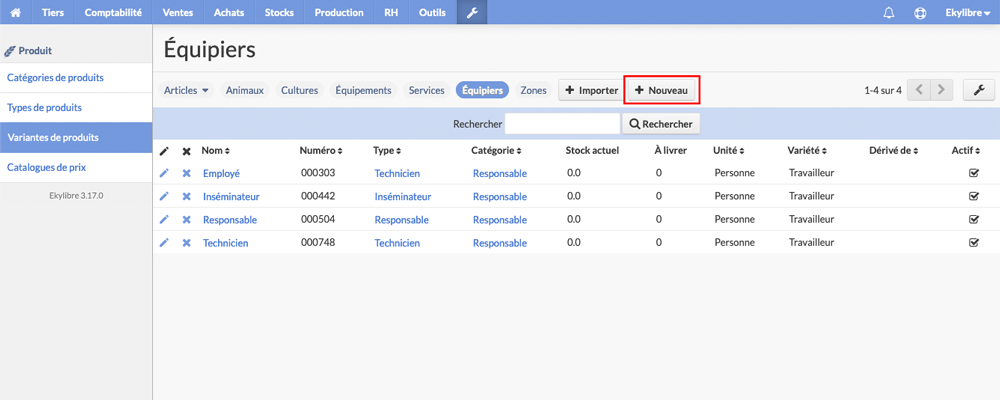 Tiers Comptabilité Ventes Achats Stocks Production RH Outils Ekylibre
Produit
Catégories de produits
Types de produits
Variantes de produits
Catalogues de prix
Ekylibre 3.17.0
Équipiers
Articles Animaux Cultures Équipements Services Équipiers Zones Importer Nouveau 1-4 sur 4
Rechercher Rechercher
Nom Numéro Type Catégorie Stock actuel À livrer Unité Variété Dérivé de Actif
Employé 000303 Technicien Responsable 0.0 0 Personne Travailleur
Inséminateur 000442 Inséminateur Responsable 0.0 0 Personne Travailleur
Responsable 000504 Responsable Responsable 0.0 0 Personne Travailleur
Technicien 000748 Technicien Responsable 0.0 0 Personne Travailleur